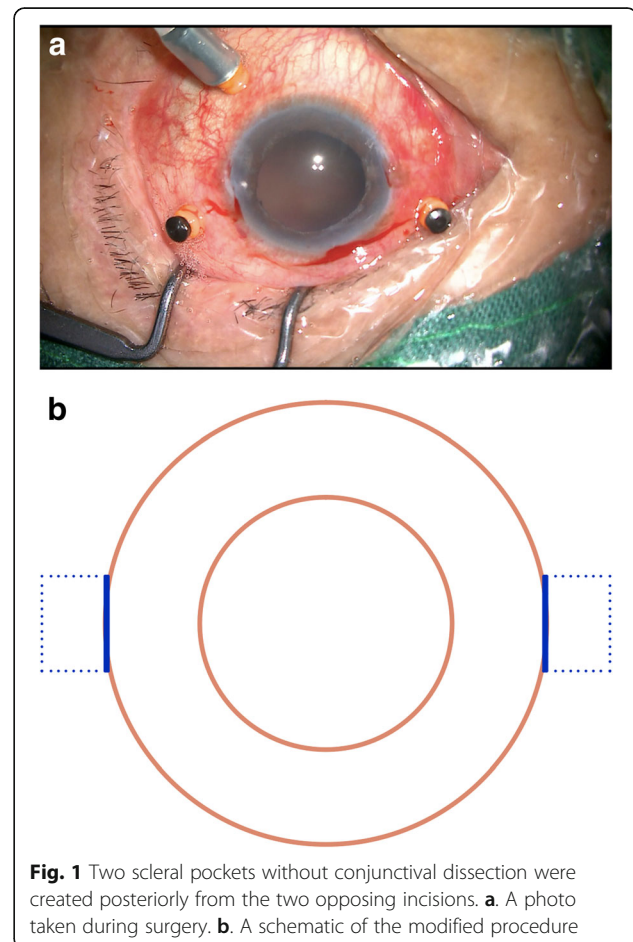 a
b
Fig. 1 Two scleral pockets without conjunctival dissection were
created posteriorly from the two opposing incisions. a. A photo
taken during surgery. b. A schematic of the modified procedure